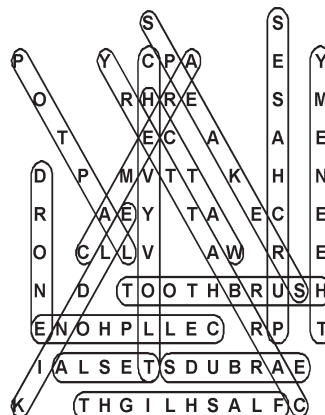 S S
P Y C P A E Y
O R H R E S M
T E C A A E
D P M V T T K H N
R A E Y T A E C E
O C L L V A W R E
N D T O O T H B R U S H
E N O H P L L E C R P T
I A L S E T S D U B R A E
K T H G I L H S A L F C